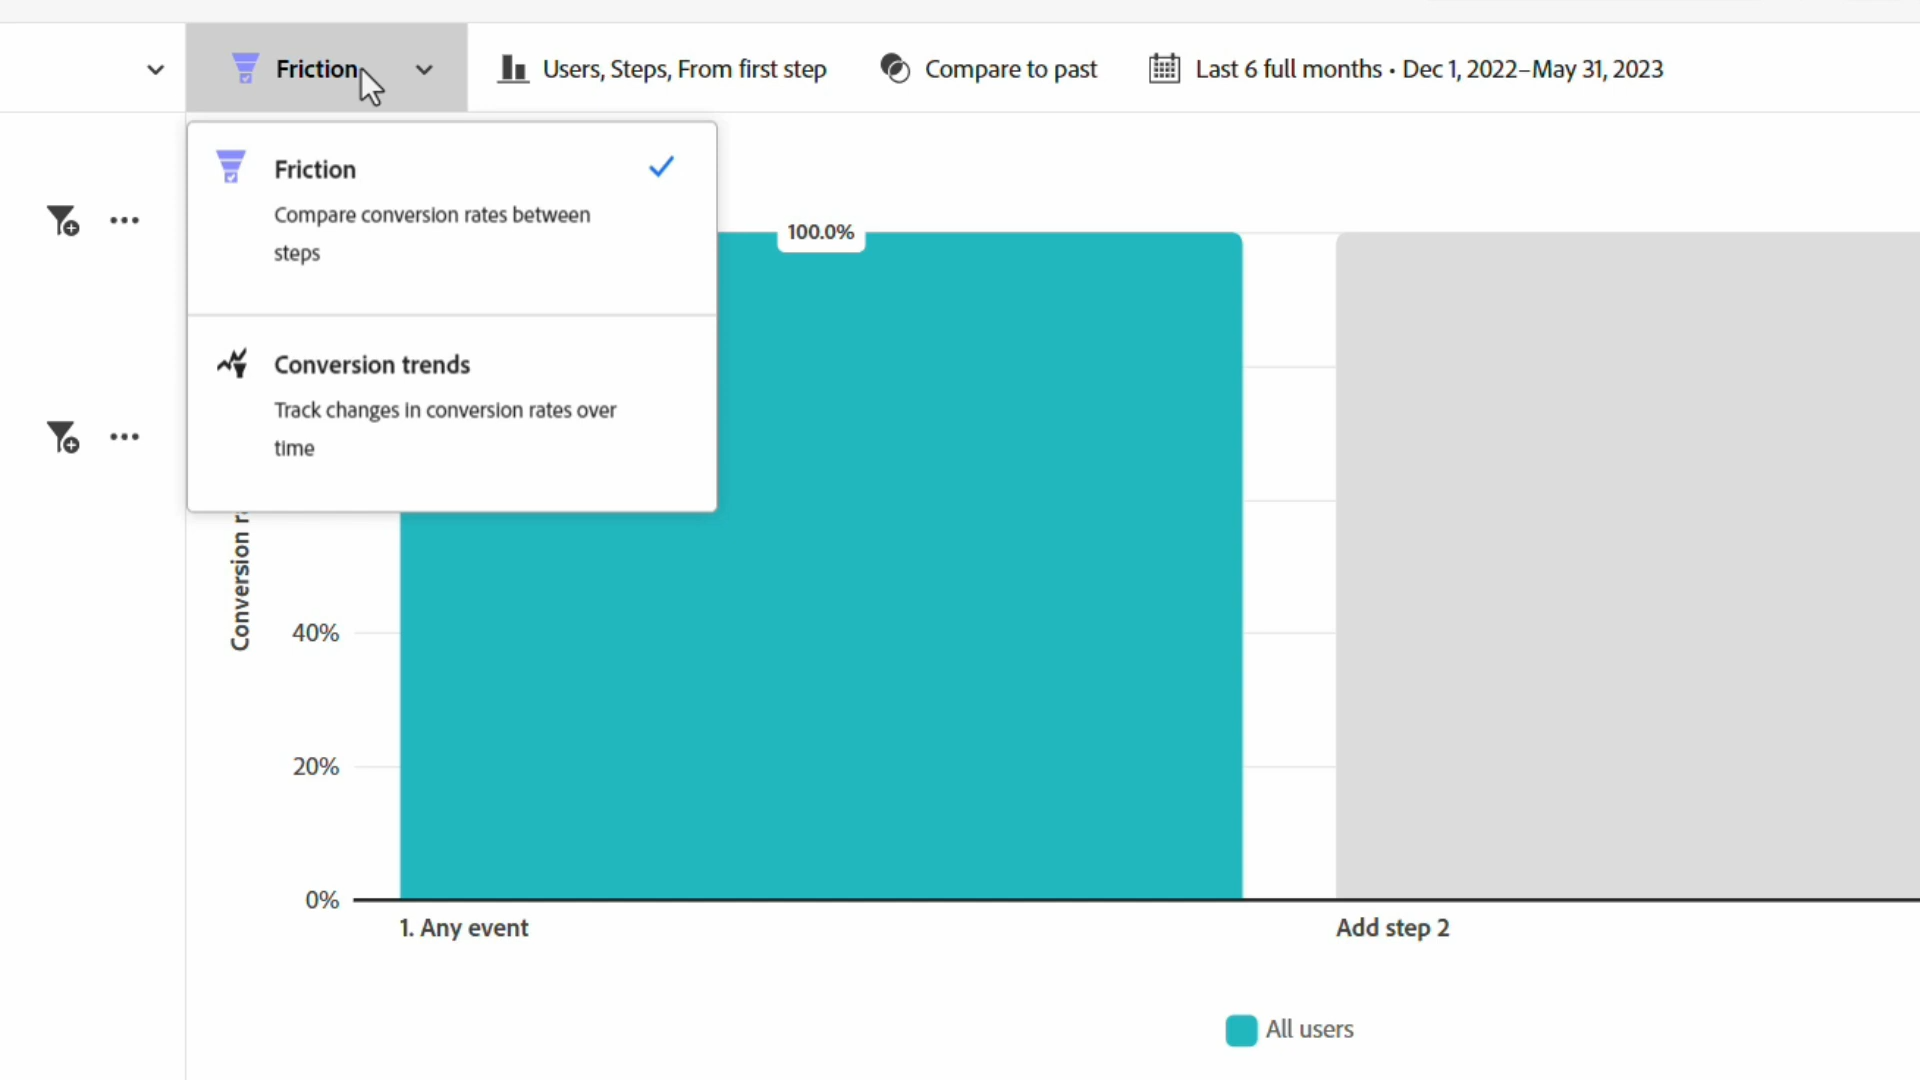 Friction
Users, Steps, From first step
Compare to past
Last 6 full months • Dec 1, 2022–May 31, 2023
Friction
Compare conversion rates between
steps
Conversion trends
Track changes in conversion rates over
time
100.0%
Conversion
40%
20%
0%
1. Any event
Add step 2
All users